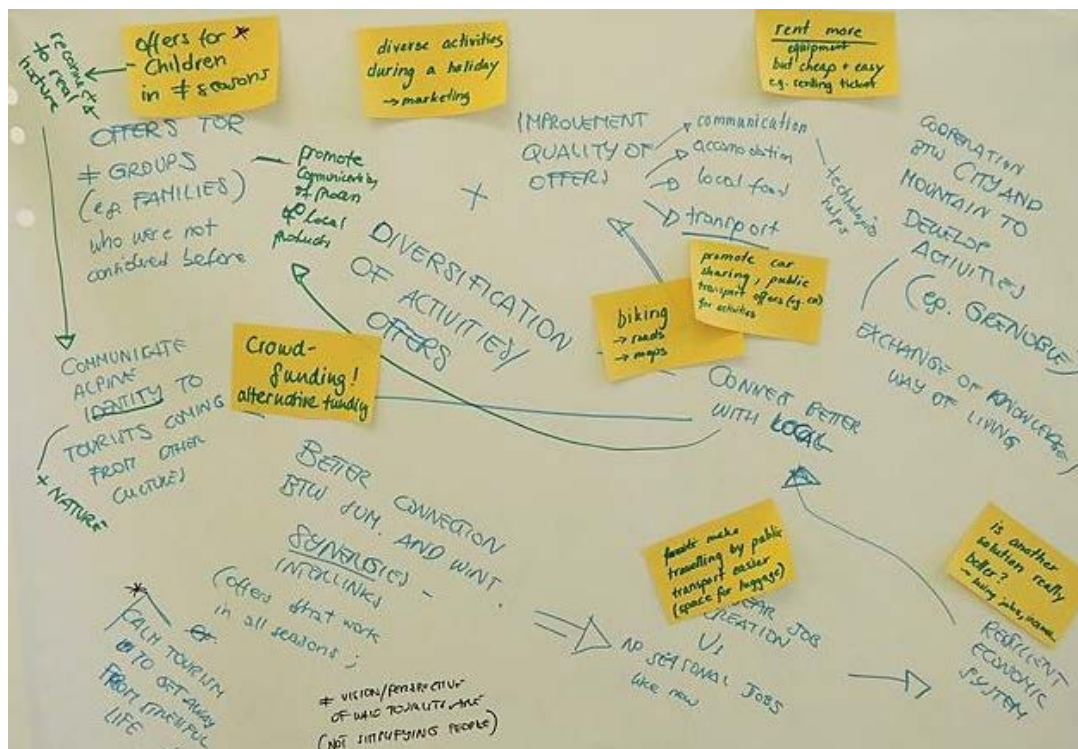 offers for *
- Children
in ≠ seasons
reconnect
to real
nature
diverse activities
during a holiday
→ marketing
rent more
equipment
but cheap + easy
e.g. renting ticket
OFFERS FOR
≠ GROUPS
(eg. FAMILIES)
who were not
considered before
promote
of local
products
+
DIVERSIFICATION
OF ACTIVITIES/
OFFERS
IMPROVEMENT
QUALITY OF
OFFERS
communication
accomodation
local food
transport
technologies
helps
COOPERATION
BTW CITY AND
MOUNTAIN TO
DEVELOP
ACTIVITIES
(eg. GRENOBLE)
EXCHANGE OF KNOWLEDGE/
WAY OF LIVING
promote car
sharing, public
transport offers
for activities
biking
→ roads
→ maps
Crowd-
funding!
alternative funding
COMMUNICATE
ALPINE
IDENTITY TO
TOURISTS COMING
FROM OTHER
CULTURES
+ NATURE
CONNECT BETTER
WITH LOCAL
BETTER
CONNECTION
BTW SUM. AND WINT.
SYNERGIES -
INTERLINKS
(offers that work
in all seasons ;
make
travelling by public
transport easier
(space for luggage)
JOB
CREATION
NO SEASONAL JOBS
like now
is another
solution really
better?
→ jobs, income
RESILIENT
ECONOMIC
SYSTEM
*
CALM TOURISM
TO GET AWAY
FROM STRESSFUL
LIFE
≠ VISION/PERSPECTIVE
OF WHO TOURISTS ARE
(NOT SIMPLIFYING PEOPLE)